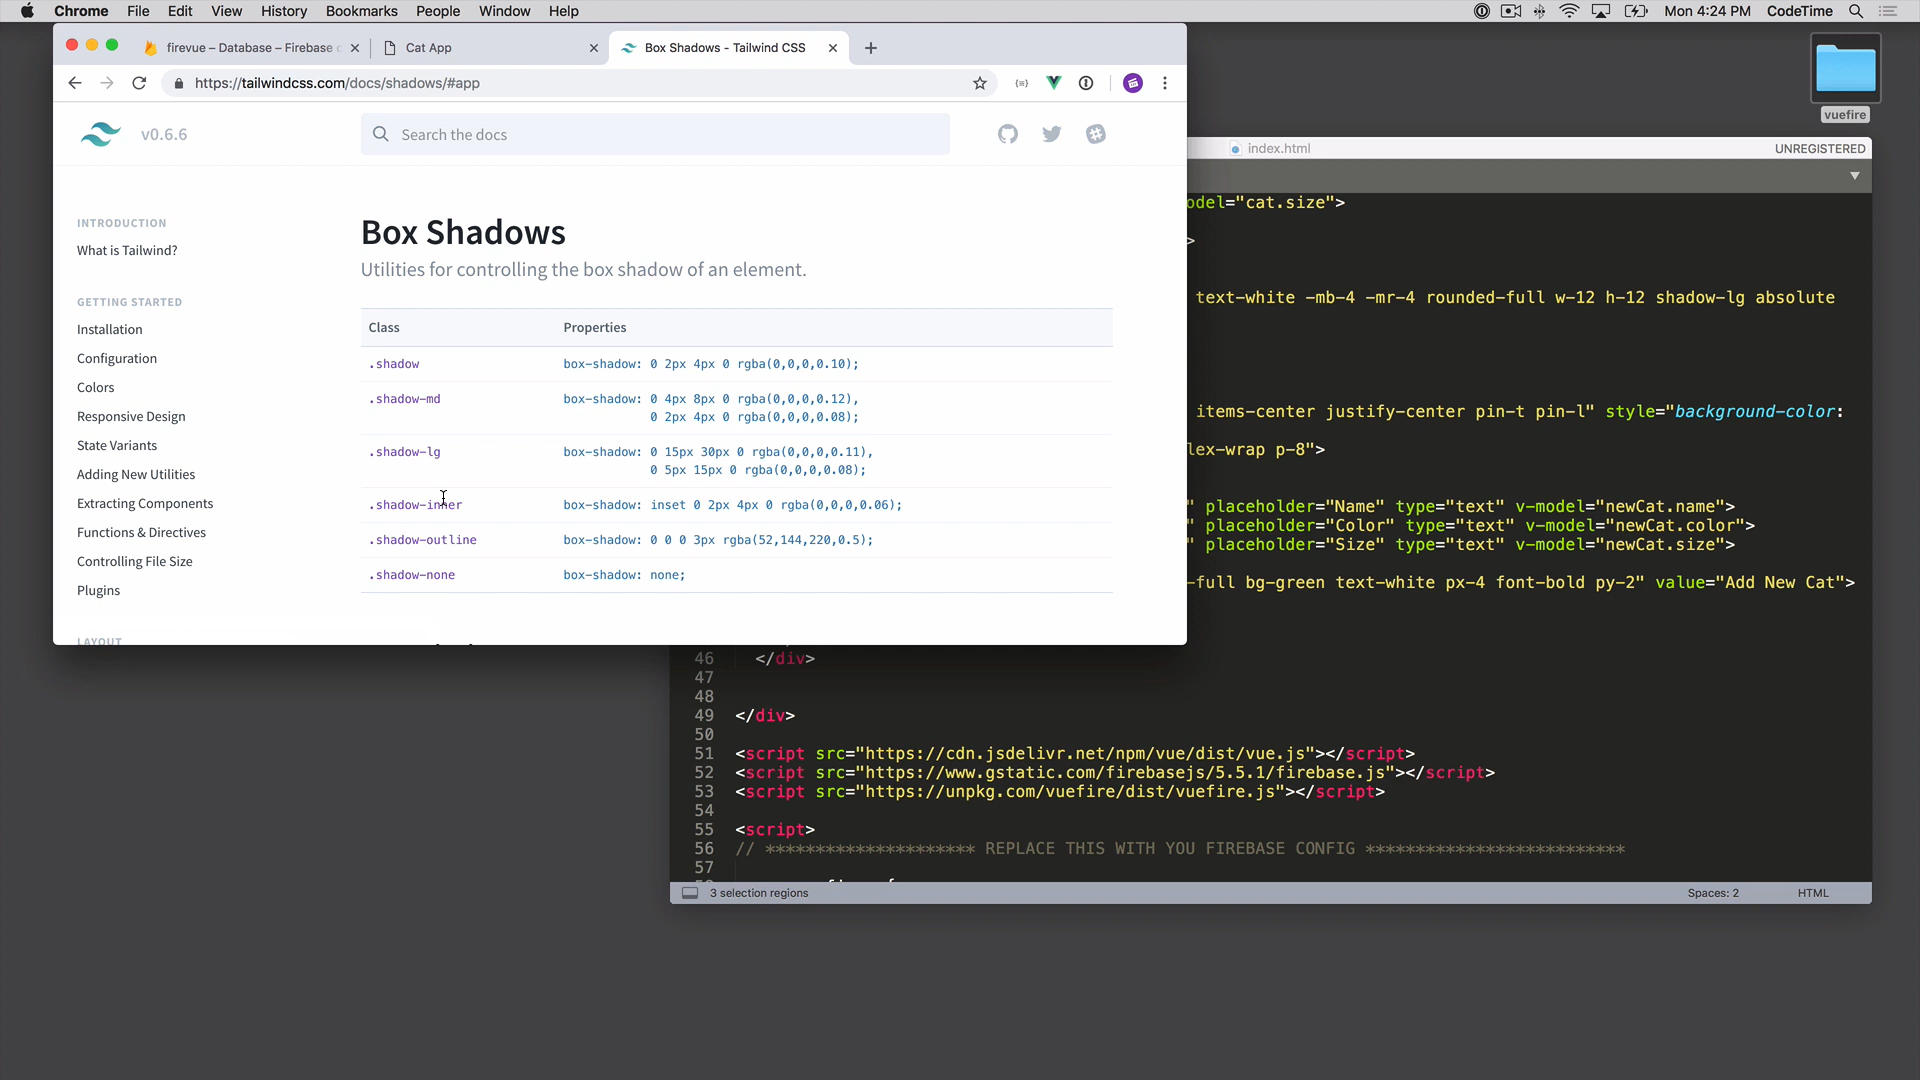 Chrome File Edit View History Bookmarks People Window Help Mon 4:24 PM CodeTime
firevue – Database – Firebase
Cat App
Box Shadows - Tailwind CSS
https://tailwindcss.com/docs/shadows/#app
v0.6.6
Search the docs
INTRODUCTION
What is Tailwind?
GETTING STARTED
Installation
Configuration
Colors
Responsive Design
State Variants
Adding New Utilities
Extracting Components
Functions & Directives
Controlling File Size
Plugins
LAYOUT
Box Shadows
Utilities for controlling the box shadow of an element.
Class Properties
.shadow box-shadow: 0 2px 4px 0 rgba(0,0,0,0.10);
.shadow-md box-shadow: 0 4px 8px 0 rgba(0,0,0,0.12),
0 2px 4px 0 rgba(0,0,0,0.08);
.shadow-lg box-shadow: 0 15px 30px 0 rgba(0,0,0,0.11),
0 5px 15px 0 rgba(0,0,0,0.08);
.shadow-inner box-shadow: inset 0 2px 4px 0 rgba(0,0,0,0.06);
.shadow-outline box-shadow: 0 0 0 3px rgba(52,144,220,0.5);
.shadow-none box-shadow: none;
vuefire
index.html
UNREGISTERED
odel="cat.size">
>
text-white -mb-4 -mr-4 rounded-full w-12 h-12 shadow-lg absolute
items-center justify-center pin-t pin-l" style="background-color:
lex-wrap p-8">
" placeholder="Name" type="text" v-model="newCat.name">
" placeholder="Color" type="text" v-model="newCat.color">
" placeholder="Size" type="text" v-model="newCat.size">
-full bg-green text-white px-4 font-bold py-2" value="Add New Cat">
46 </div>
47
48
49 </div>
50
51 <script src="https://cdn.jsdelivr.net/npm/vue/dist/vue.js"></script>
52 <script src="https://www.gstatic.com/firebasejs/5.5.1/firebase.js"></script>
53 <script src="https://unpkg.com/vuefire/dist/vuefire.js"></script>
54
55 <script>
56 // ********************* REPLACE THIS WITH YOU FIREBASE CONFIG **************************
57
3 selection regions
Spaces: 2
HTML